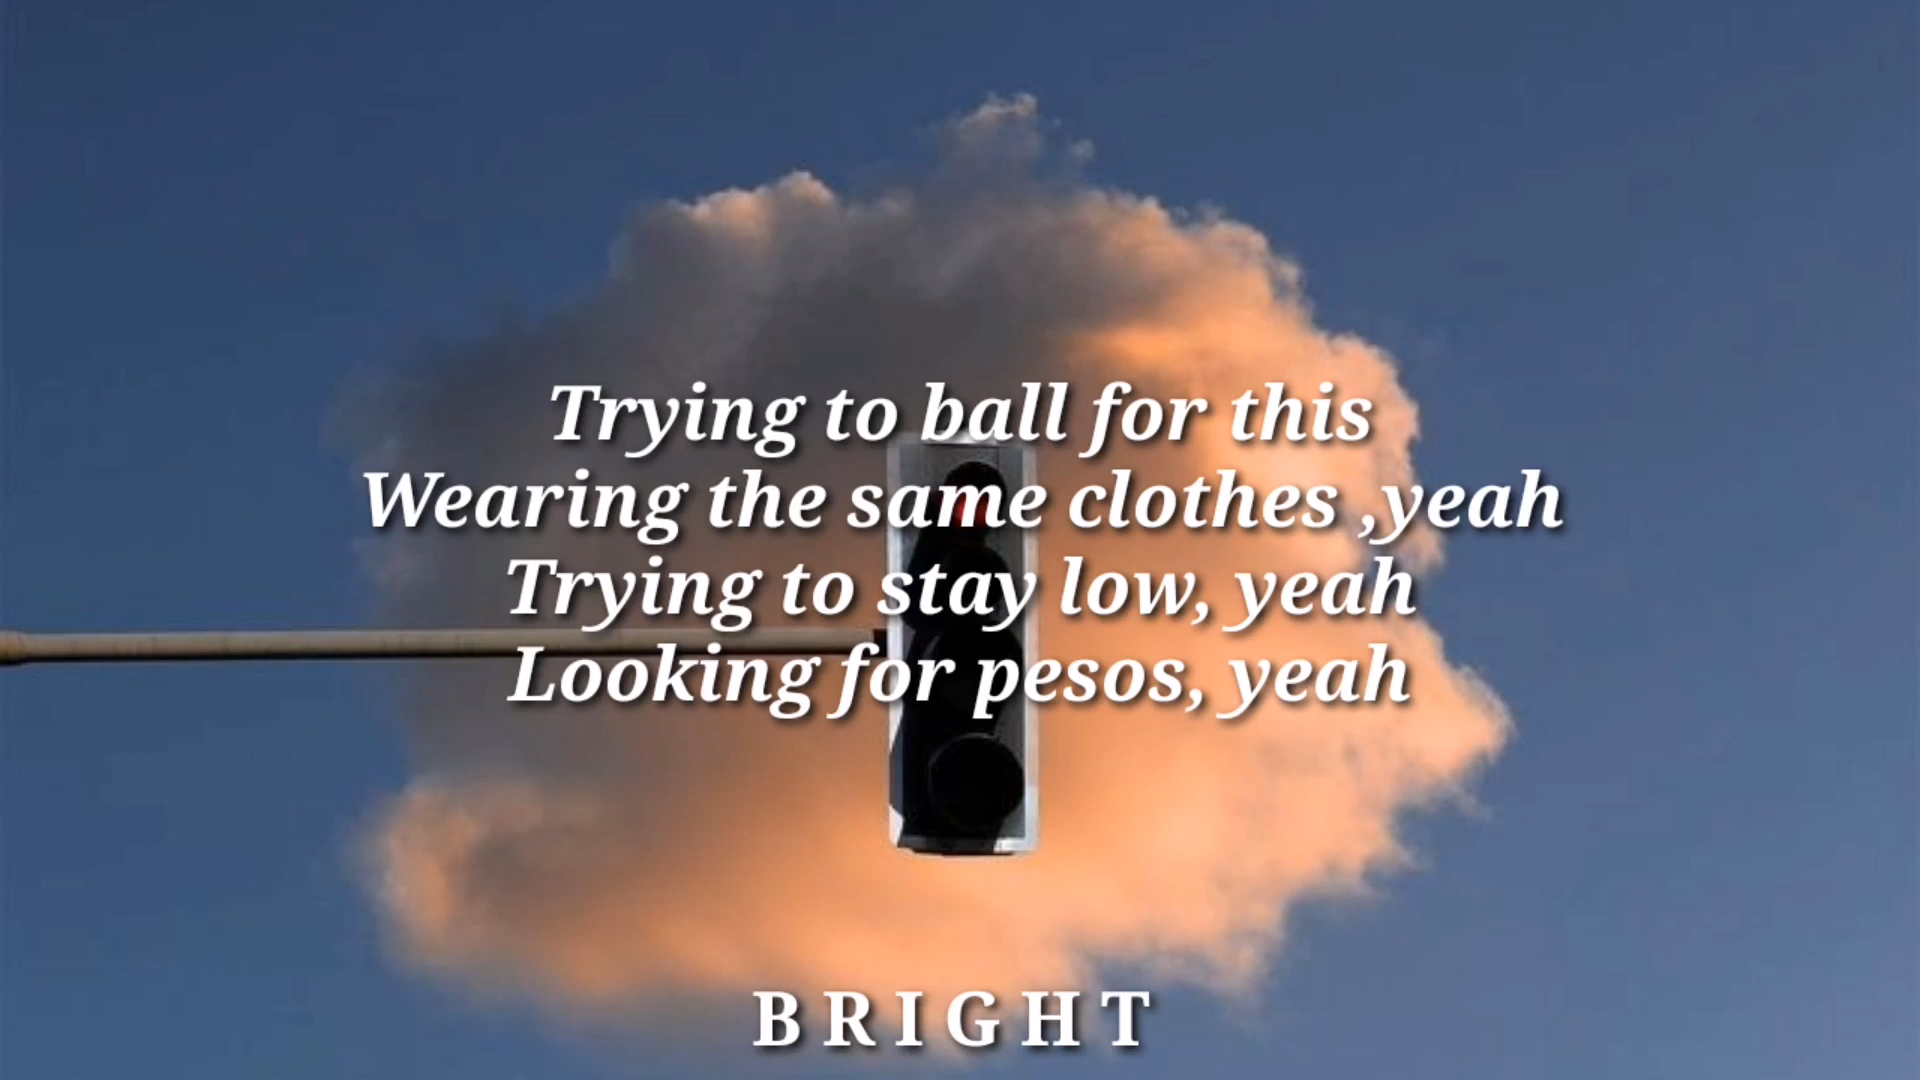 Trying to ball for this
Wearing the same clothes ,yeah
Trying to stay low, yeah
Looking for pesos, yeah
BRIGHT